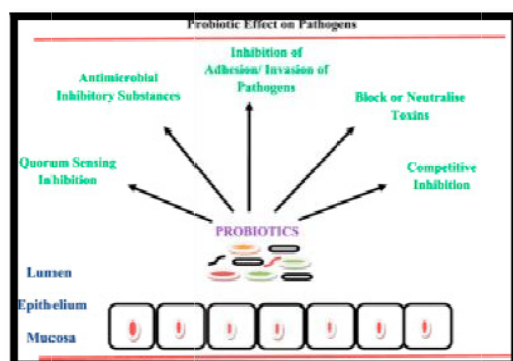 Probiotic Effect on Pathogens
Inhibition of
Adhesion/ Invasion of
Pathogens
Antimicrobial
Inhibitory Substances
Block or Neutralise
Toxins
Quorum Sensing
Inhibition
Competitive
Inhibition
PROBIOTICS
Lumen
Epithelium
Mucosa